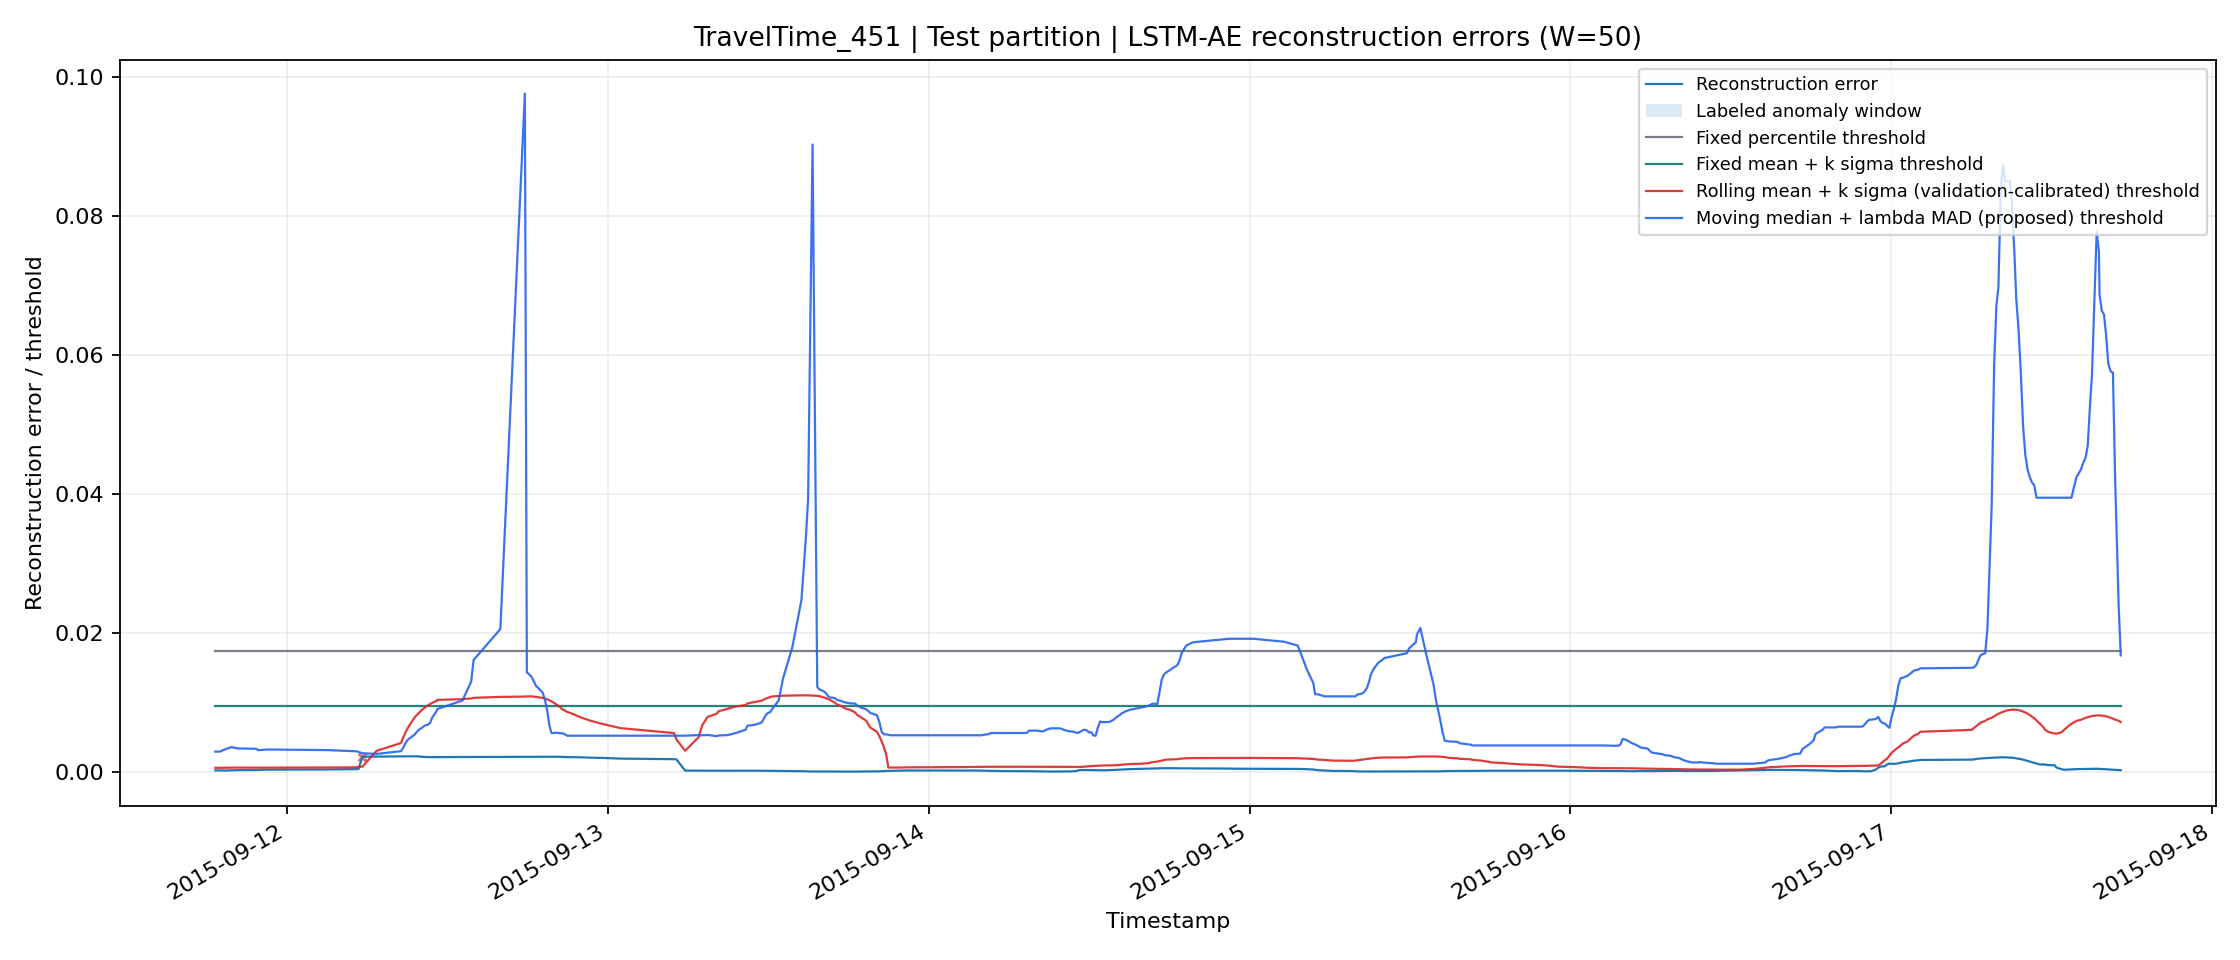 TravelTime_451 | Test partition | LSTM-AE reconstruction errors (W=50)
Reconstruction error / threshold
0.10
0.08
0.06
0.04
0.02
0.00
Reconstruction error
Labeled anomaly window
Fixed percentile threshold
Fixed mean + k sigma threshold
Rolling mean + k sigma (validation-calibrated) threshold
Moving median + lambda MAD (proposed) threshold
2015-09-12
2015-09-13
2015-09-14
2015-09-15
2015-09-16
2015-09-17
2015-09-18
Timestamp